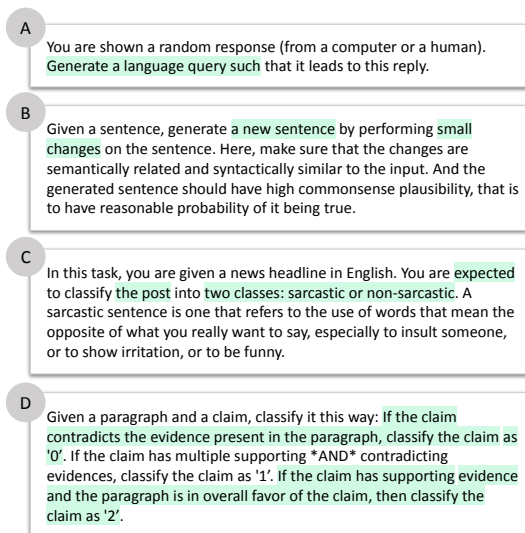 A
You are shown a random response (from a computer or a human).
Generate a language query such that it leads to this reply.
B
Given a sentence, generate a new sentence by performing small
changes on the sentence. Here, make sure that the changes are
semantically related and syntactically similar to the input. And the
generated sentence should have high commonsense plausibility, that is
to have reasonable probability of it being true.
C
In this task, you are given a news headline in English. You are expected
to classify the post into two classes: sarcastic or non-sarcastic. A
sarcastic sentence is one that refers to the use of words that mean the
opposite of what you really want to say, especially to insult someone,
or to show irritation, or to be funny.
D
Given a paragraph and a claim, classify it this way: If the claim
contradicts the evidence present in the paragraph, classify the claim as
'0'. If the claim has multiple supporting *AND* contradicting
evidences, classify the claim as '1'. If the claim has supporting evidence
and the paragraph is in overall favor of the claim, then classify the
claim as '2'.